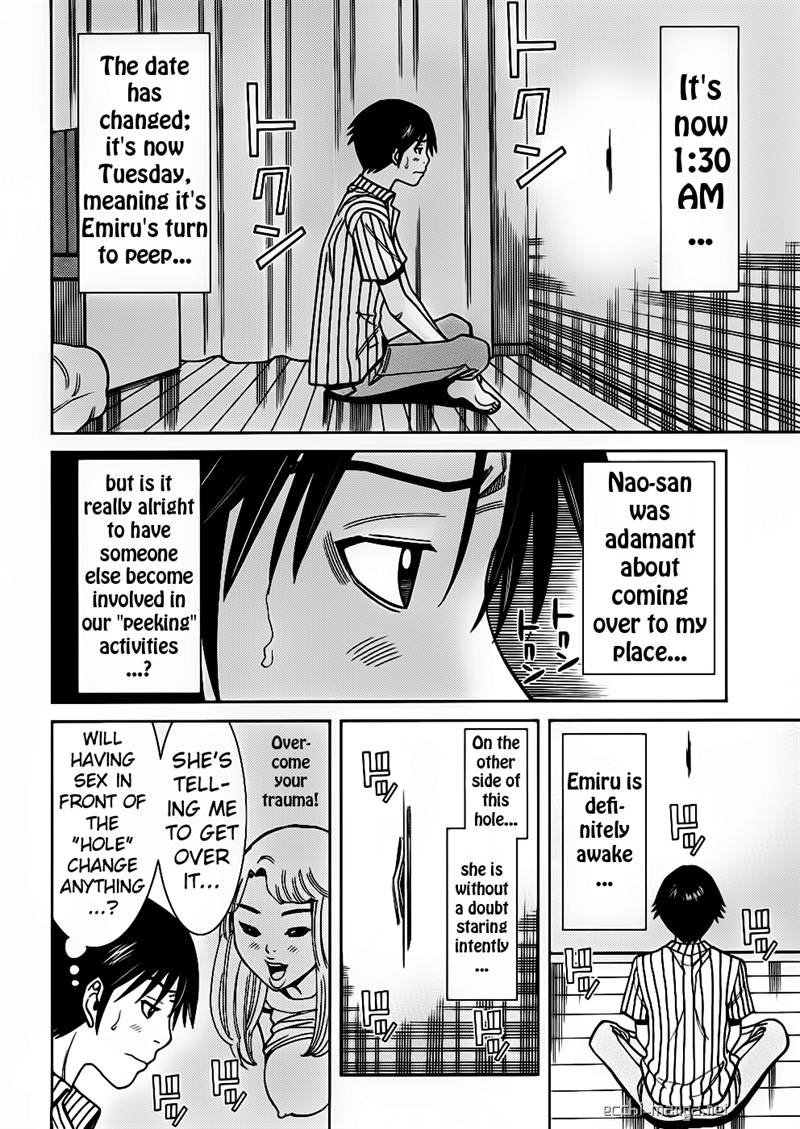 It's
now
1:30
AM
...
トクン
トクン
The date
has
changed;
it's now
Tuesday,
meaning it's
Emiru's turn
to peep...
Nao-san
was
adamant
about
coming
over to my
place...
トクン
トクン
but is it
really alright
to have
someone
else become
involved in
our "peeking"
activities
...?
Emiru is
defi-
nitely
awake
...
On the
other
side of
this
hole...
she is
without
a doubt
staring
intently
...
Over-
come
your
trauma!
SHE'S
TELL-
ING ME
TO GET
OVER
IT...
WILL
HAVING
SEX IN
FRONT OF
THE
"HOLE"
CHANGE
ANYTHING
...?
ecchi-manga.net